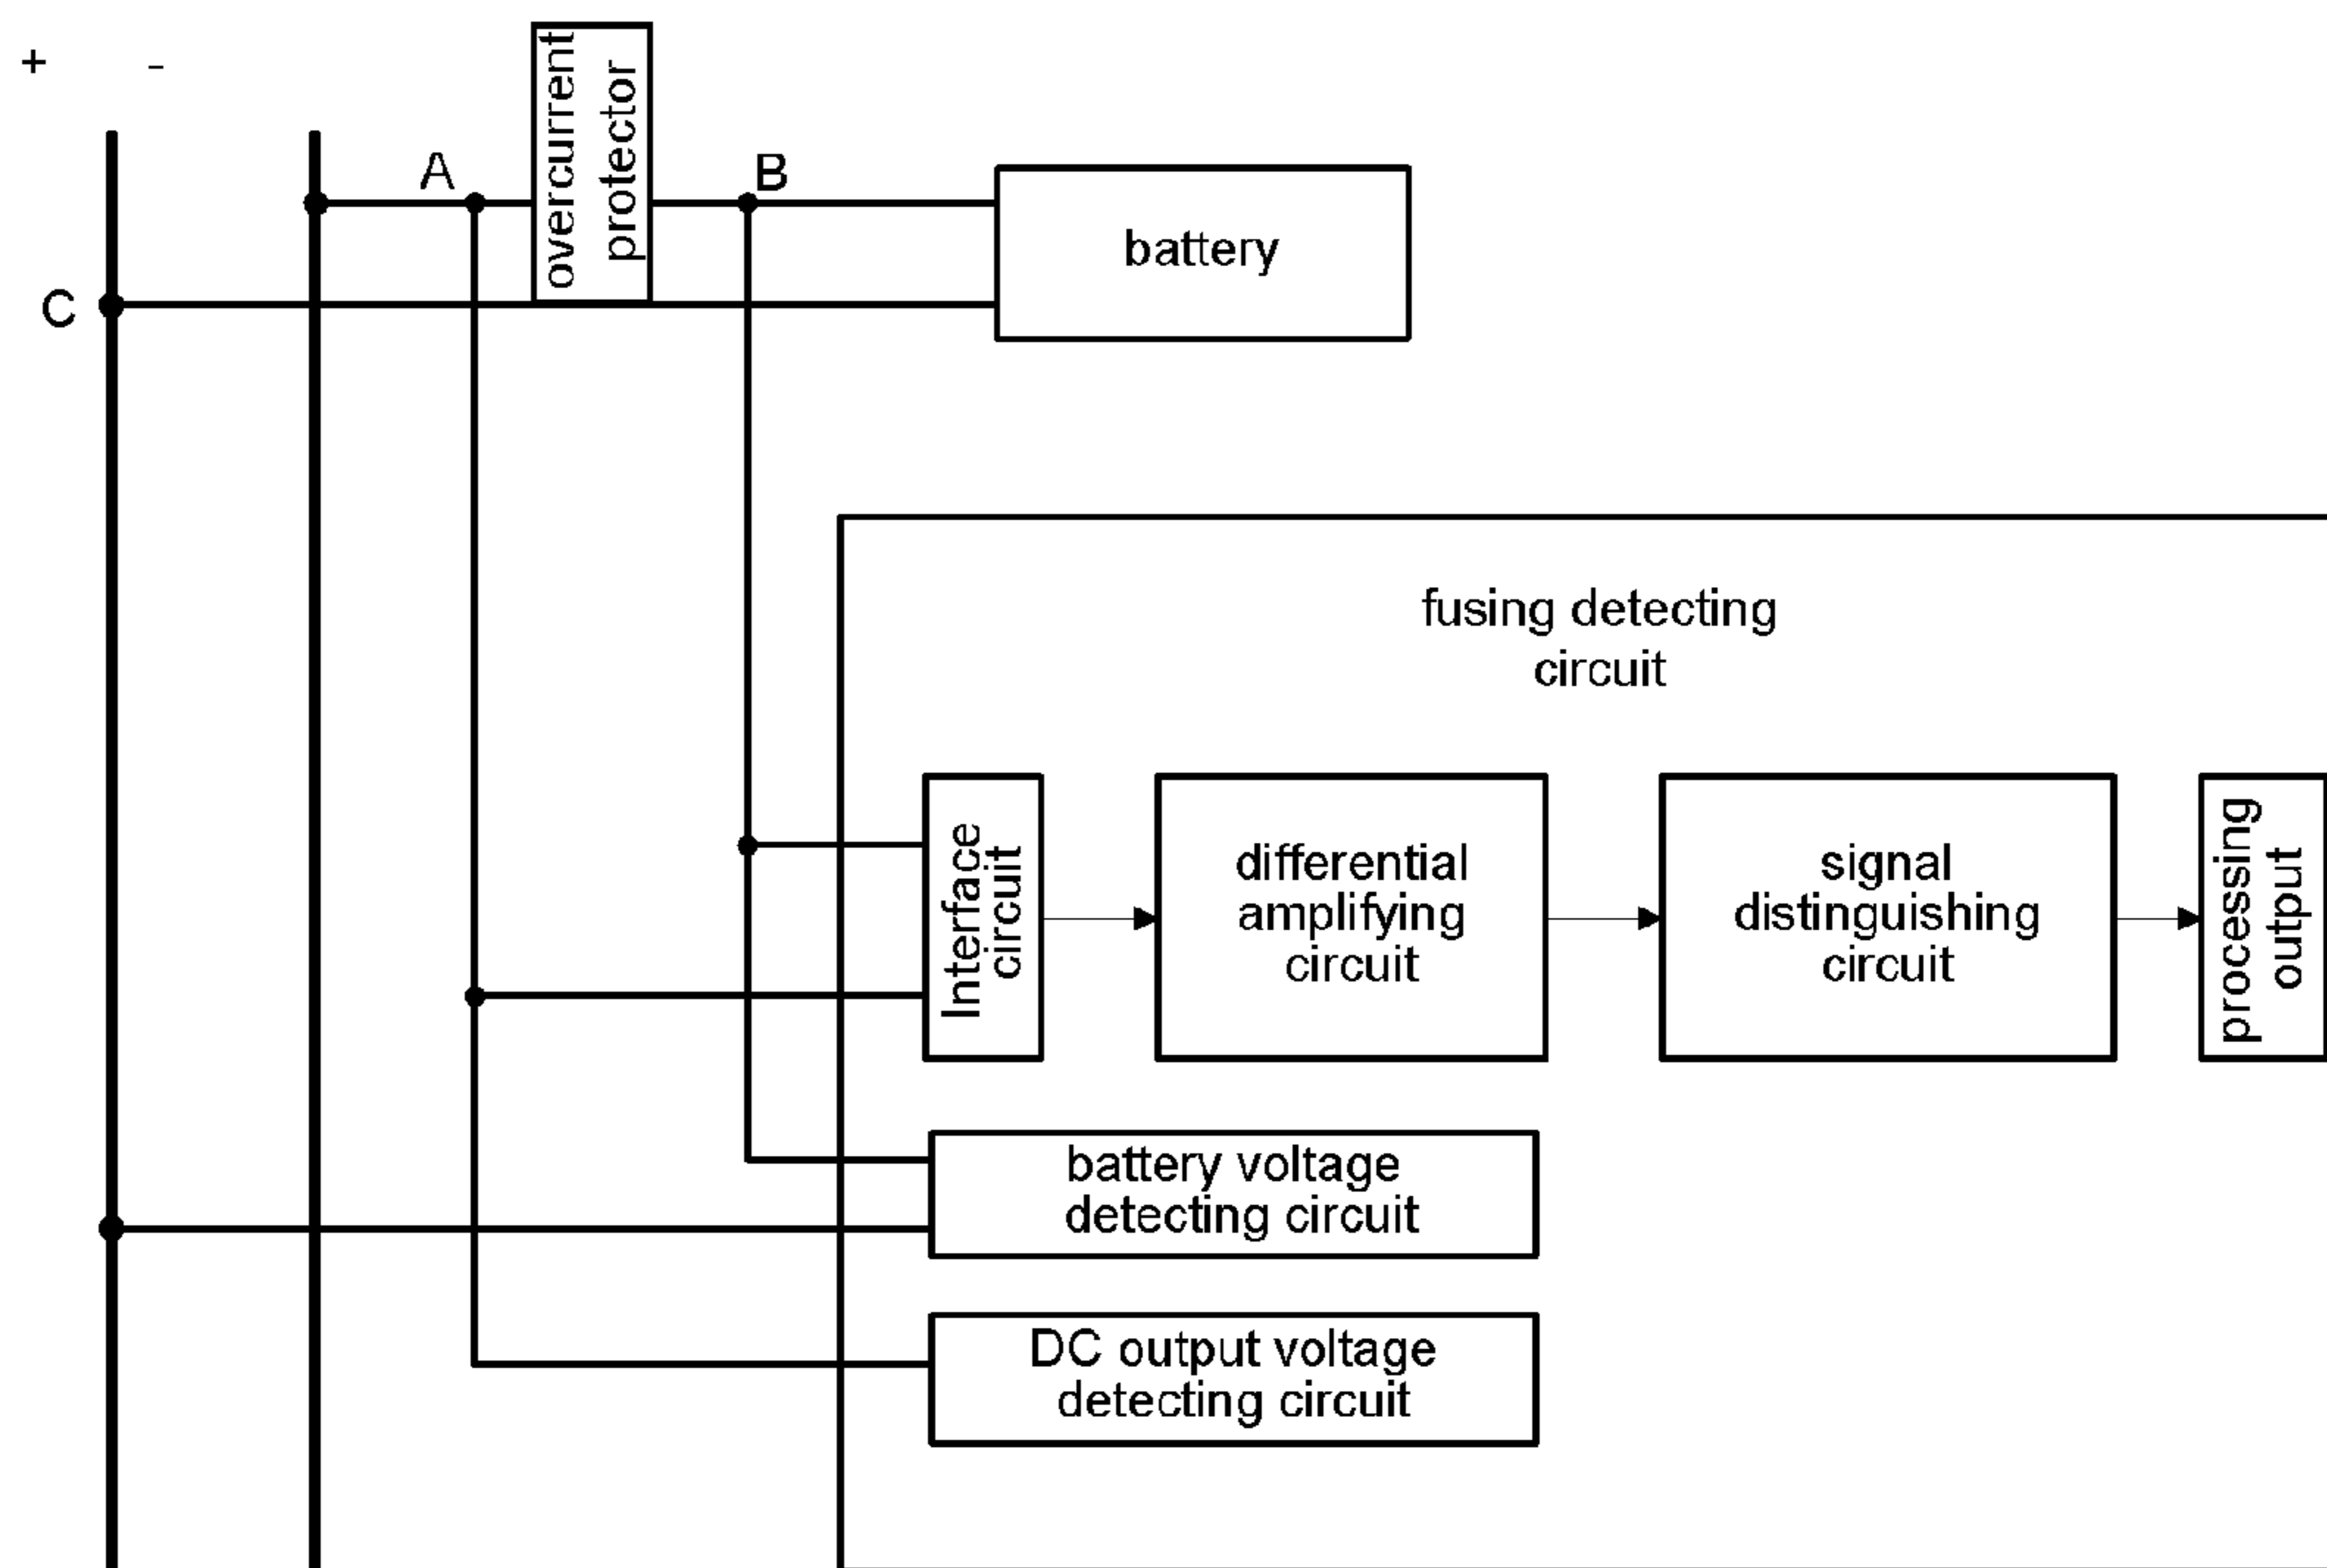 + -
overcurrent
protector
A
B
battery
C
fusing detecting
circuit
Interface
circuit
differential
amplifying
circuit
signal
distinguishing
circuit
processing
output
battery voltage
detecting circuit
DC output voltage
detecting circuit